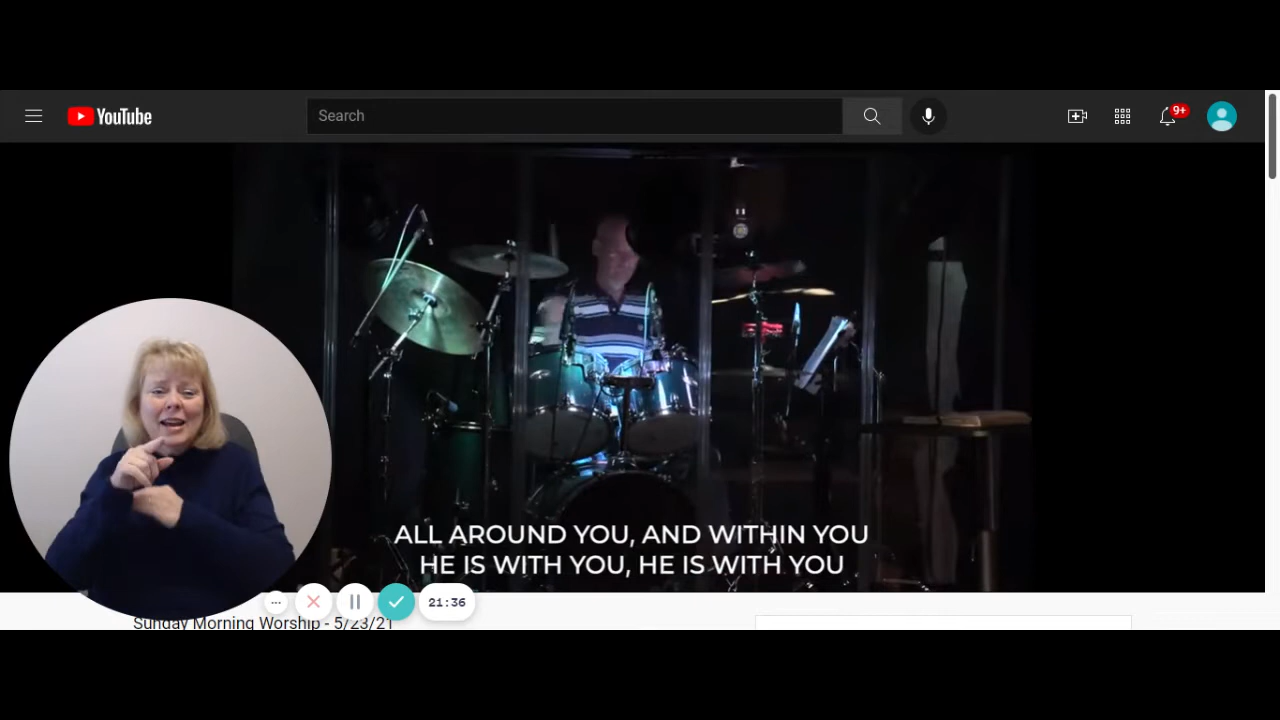 YouTube
Search
9+
ALL AROUND YOU, AND WITHIN YOU
HE IS WITH YOU, HE IS WITH YOU
21:36
Sunday Morning Worship - 5/23/21